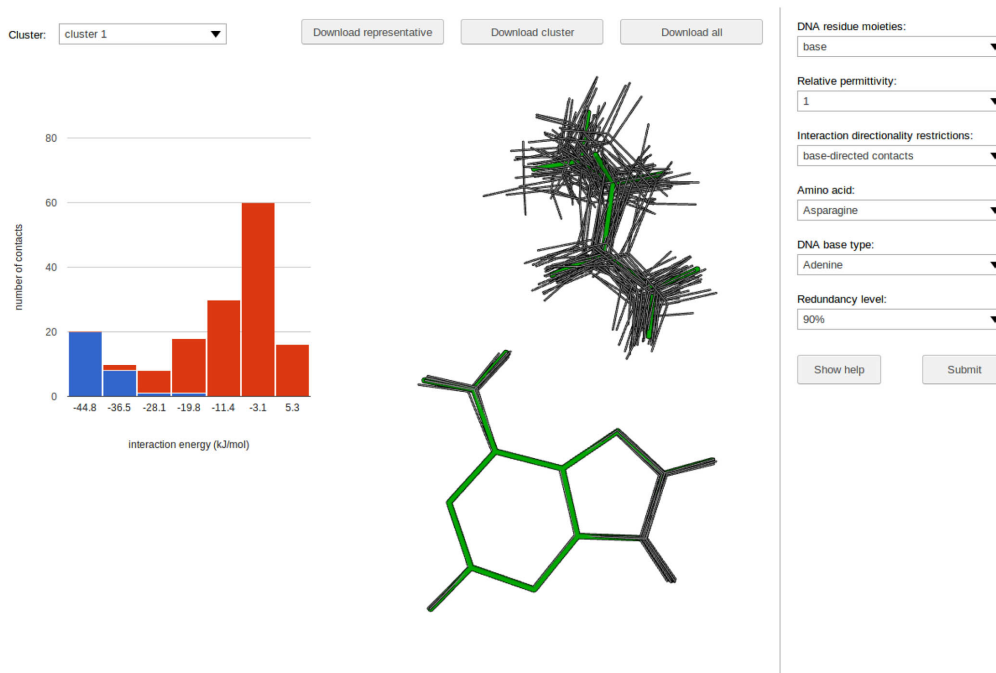 Cluster:
cluster 1
Download representative
Download cluster
Download all
number of contacts
80
60
40
20
0
-44.8 -36.5 -28.1 -19.8 -11.4 -3.1 5.3
interaction energy (kJ/mol)
DNA residue moieties:
base
Relative permittivity:
1
Interaction directionality restrictions:
base-directed contacts
Amino acid:
Asparagine
DNA base type:
Adenine
Redundancy level:
90%
Show help
Submit